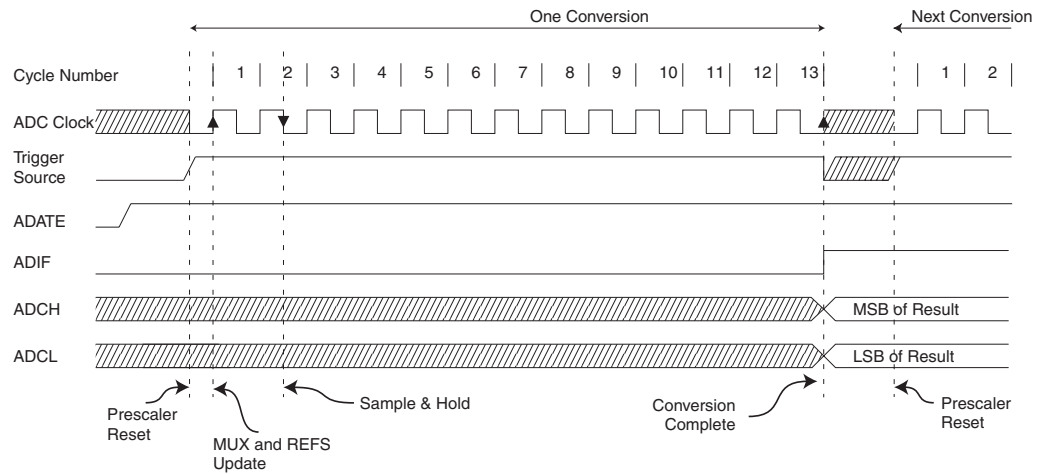 One Conversion
Next Conversion
Cycle Number
1 2 3 4 5 6 7 8 9 10 11 12 13 1 2
ADC Clock
Trigger
Source
ADATE
ADIF
ADCH
MSB of Result
ADCL
LSB of Result
Prescaler
Reset
MUX and REFS
Update
Sample & Hold
Conversion
Complete
Prescaler
Reset